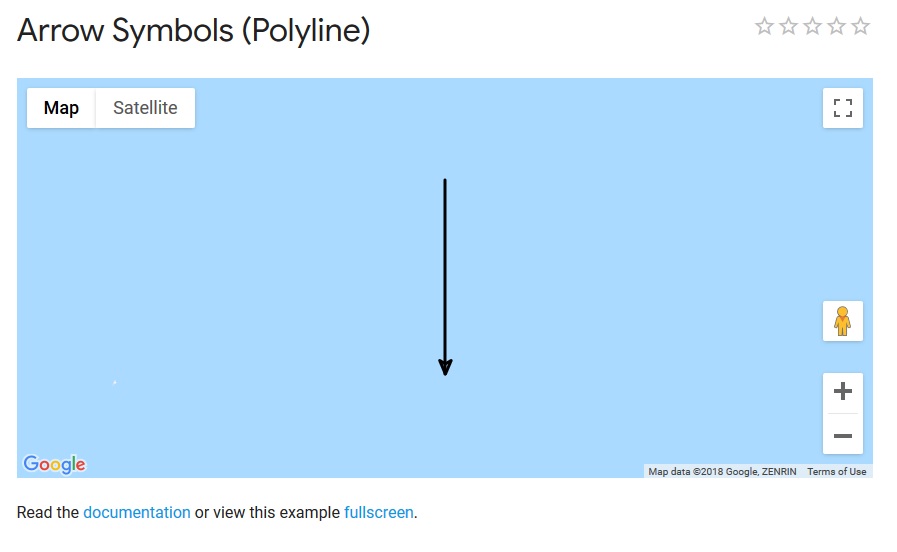 Arrow Symbols (Polyline)
Map Satellite
Google
Map data ©2018 Google, ZENRIN Terms of Use
Read the documentation or view this example fullscreen.